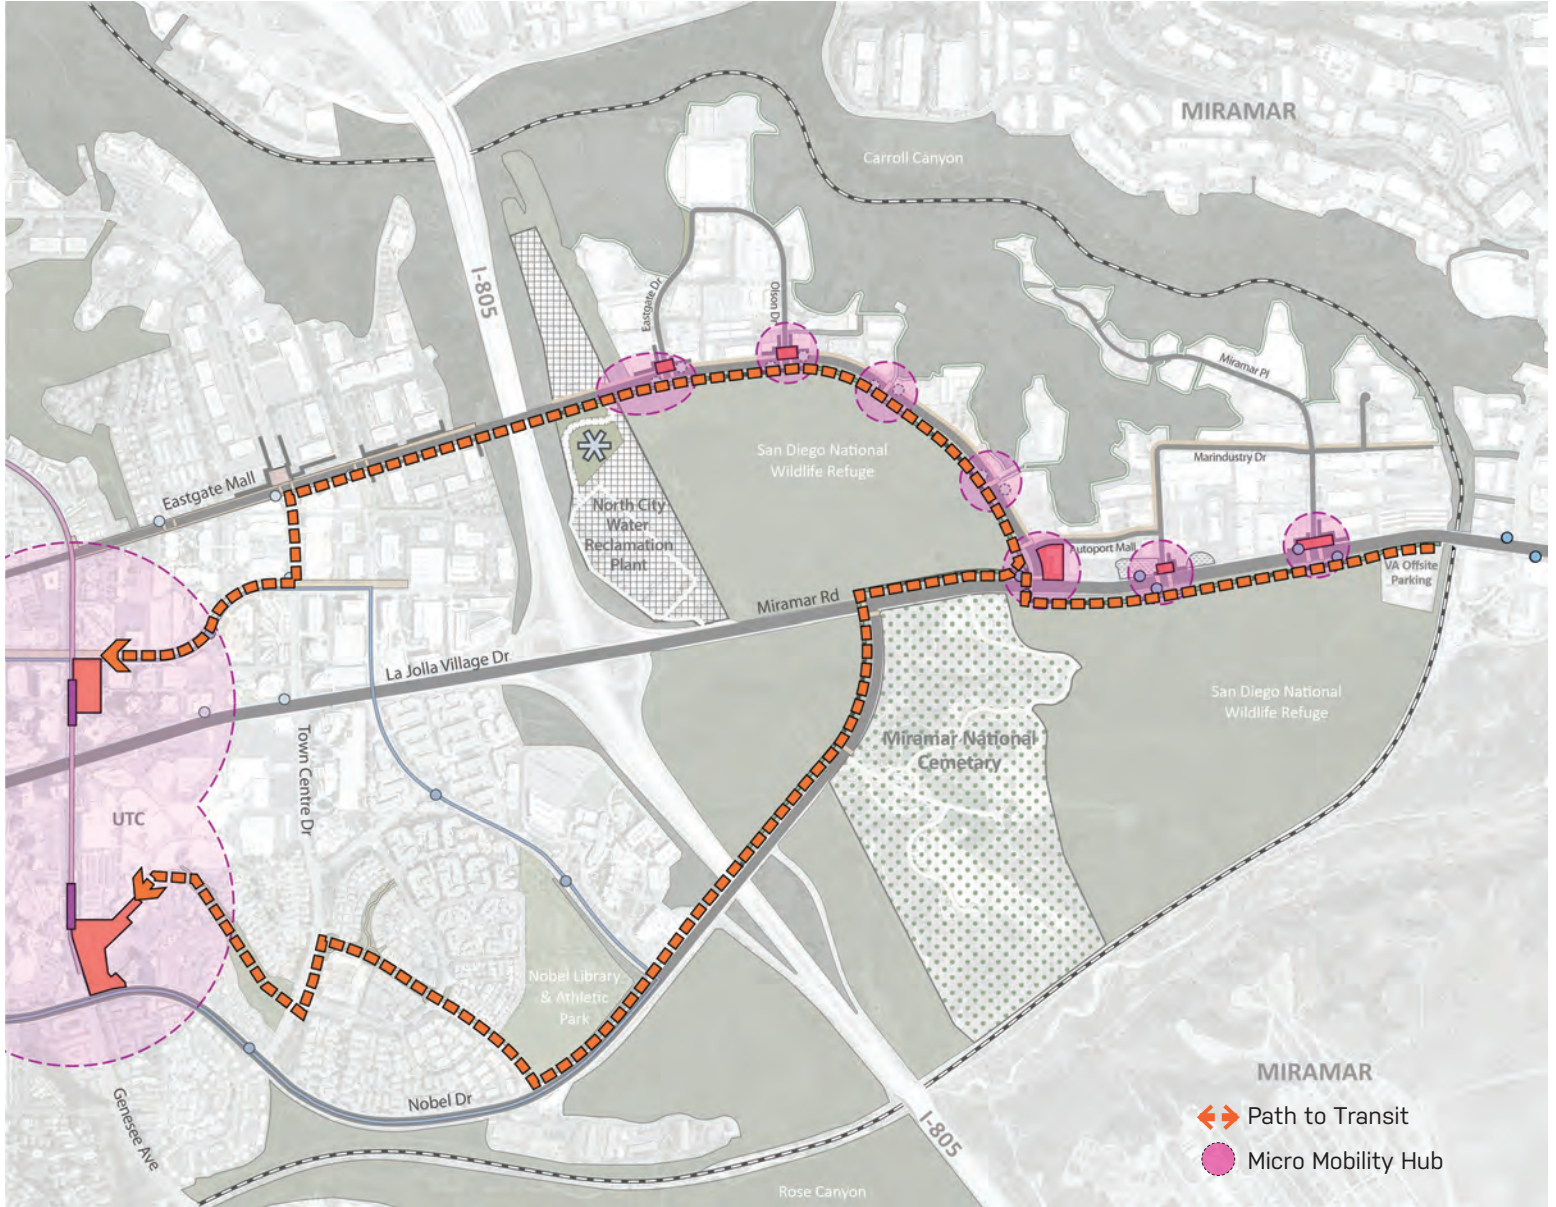 MIRAMAR
Carroll Canyon
I-805
Eastgate Dr
Olson Dr
Miramar Pl
San Diego National
Wildlife Refuge
Marindustry Dr
Eastgate Mall
North City
Water
Reclamation
Plant
Autoport Mall
VA Offsite
Parking
Miramar Rd
La Jolla Village Dr
San Diego National
Wildlife Refuge
Miramar National
Cemetary
Town Centre Dr
UTC
Nobel Library
& Athletic
Park
Nobel Dr
Genesee Ave
I-805
MIRAMAR
Path to Transit
Micro Mobility Hub
Rose Canyon